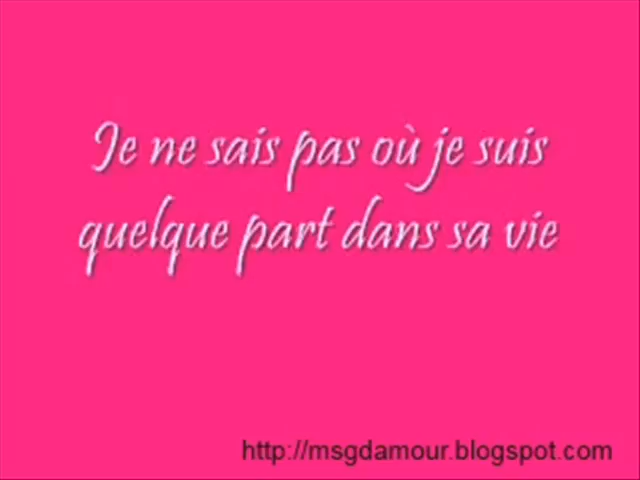 Je ne sais pas où je suis
quelque part dans sa vie
http://msgdamour.blogspot.com